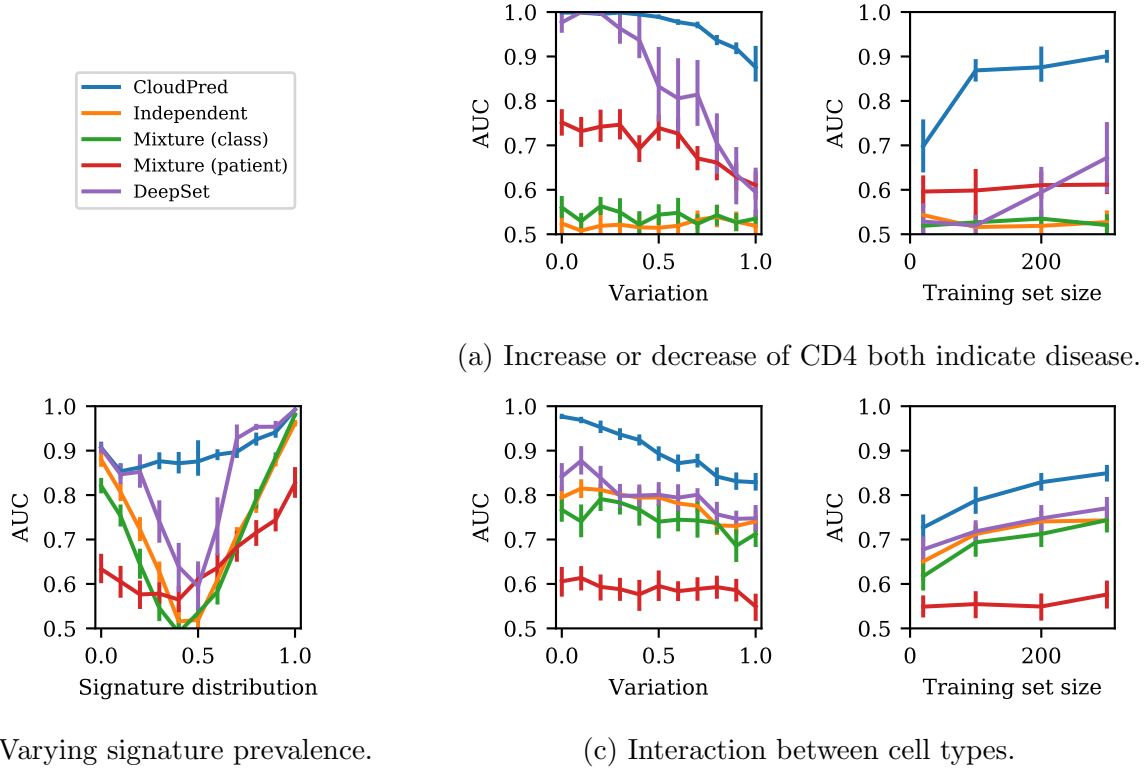 CloudPred
Independent
Mixture (class)
Mixture (patient)
DeepSet
1.0
0.9
0.8
0.7
0.6
0.5
AUC
0.0
0.5
1.0
Variation
1.0
0.9
0.8
0.7
0.6
0.5
AUC
0
200
Training set size
(a) Increase or decrease of CD4 both indicate disease.
1.0
0.9
0.8
0.7
0.6
0.5
AUC
0.0
0.5
1.0
Signature distribution
1.0
0.9
0.8
0.7
0.6
0.5
AUC
0.0
0.5
1.0
Variation
1.0
0.9
0.8
0.7
0.6
0.5
AUC
0
200
Training set size
Varying signature prevalence.
(c) Interaction between cell types.